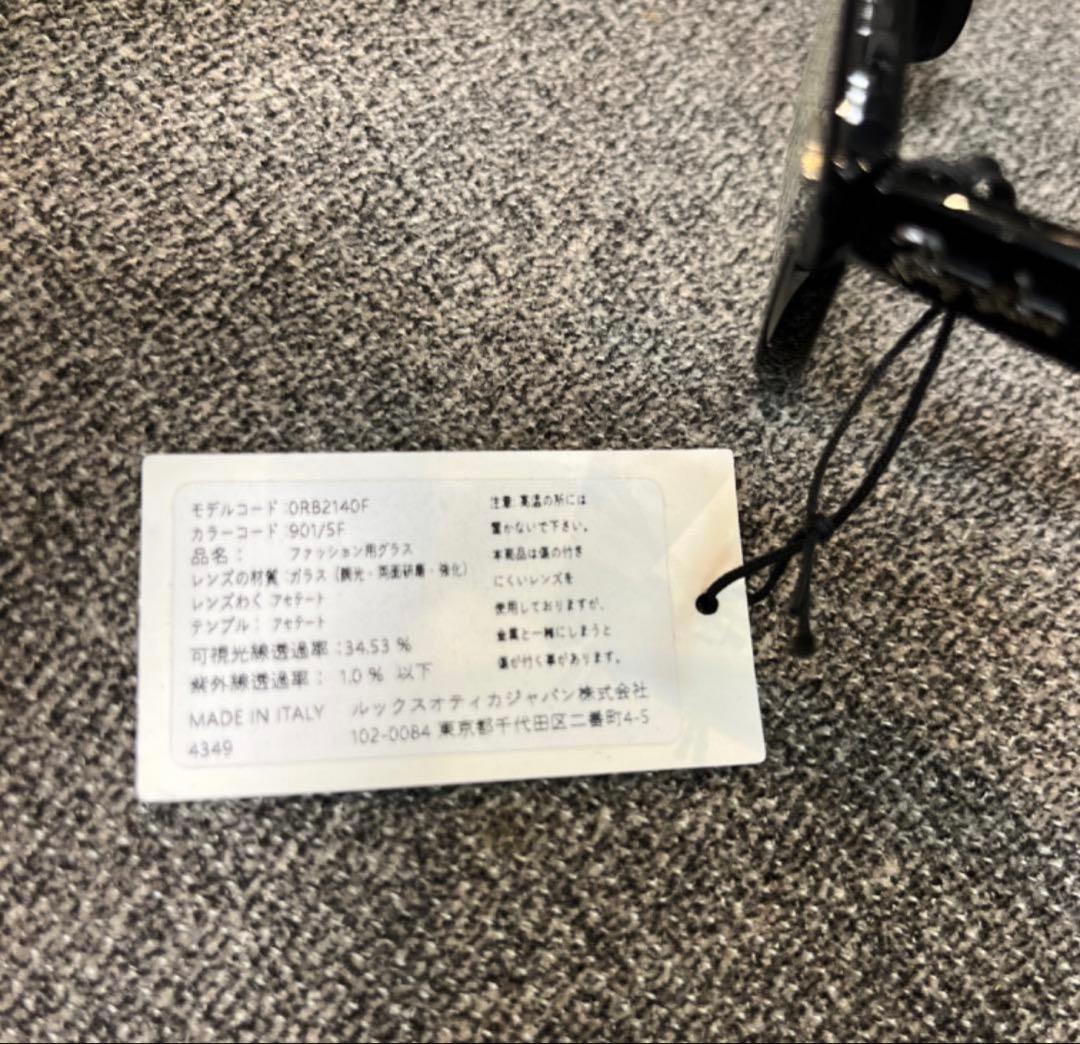 モデルコード:0RB2140F
カラーコード:901/5F
品名: ファッション用グラス
レンズの材質:ガラス(調光・両面研磨・強化)
レンズわく アセテート
テンプル: アセテート
可視光線透過率:34.53 %
紫外線透過率: 1.0 % 以下
MADE IN ITALY
4349
注意:高温の所には
置かないで下さい。
本商品は傷の付き
にくいレンズを
使用しておりますが、
金属と一緒にしまうと
傷が付く事があります。
ルックスオティカジャパン株式会社
102-0084 東京都千代田区二番町4-5